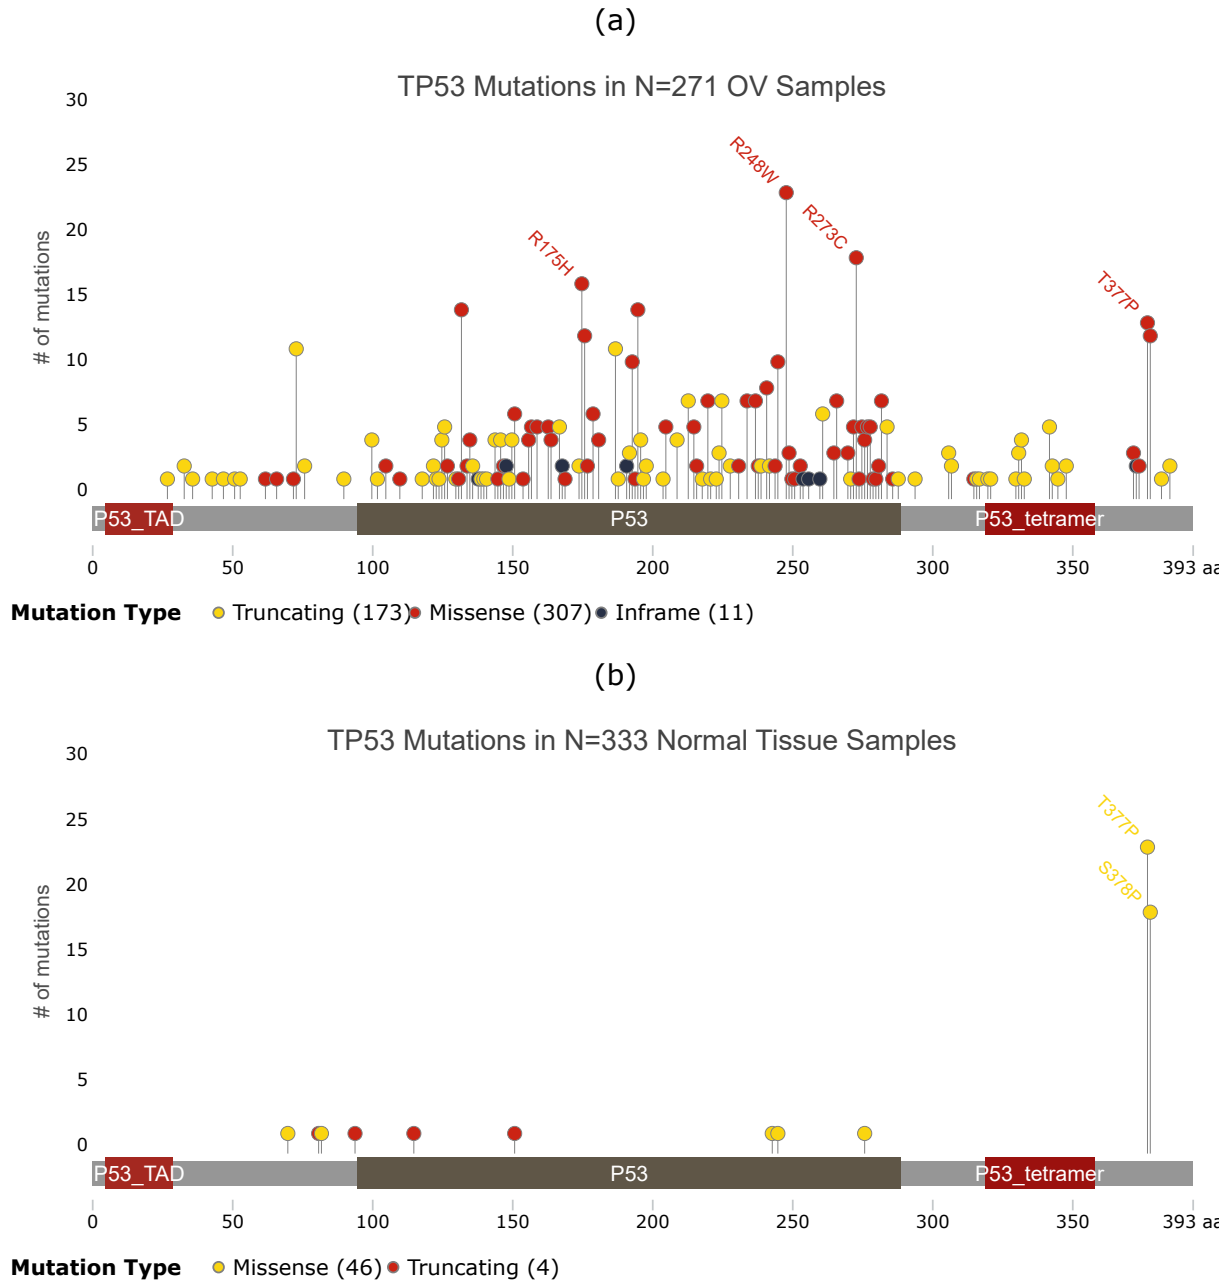 (a)
TP53 Mutations in N=271 OV Samples
# of mutations
30
25
20
15
10
5
0
R175H
R248W
R273C
T377P
P53_TAD
P53
P53_tetramer
0 50 100 150 200 250 300 350 393 aa
Mutation Type Truncating (173) Missense (307) Inframe (11)
(b)
TP53 Mutations in N=333 Normal Tissue Samples
# of mutations
30
25
20
15
10
5
0
T377P
S378P
P53_TAD
P53
P53_tetramer
0 50 100 150 200 250 300 350 393 aa
Mutation Type Missense (46) Truncating (4)